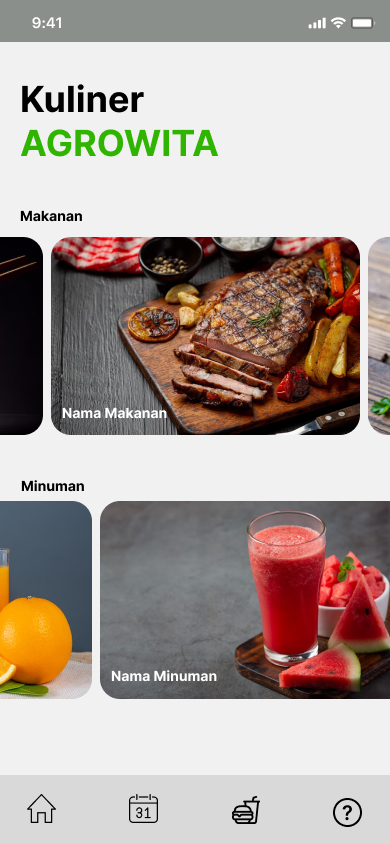 9:41
Kuliner
AGROWITA
Makanan
Nama Makanan
Minuman
Nama Minuman
31
?